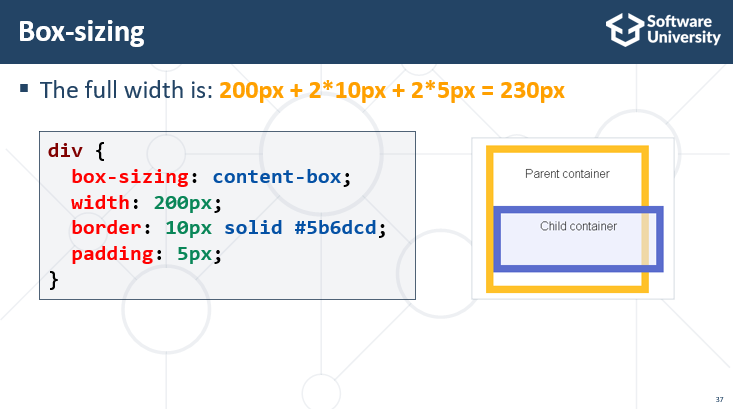 Box-sizing
Software
University
▪ The full width is: 200px + 2*10px + 2*5px = 230px
div {
  box-sizing: content-box;
  width: 200px;
  border: 10px solid #5b6dcd;
  padding: 5px;
}
Parent container
Child container
37